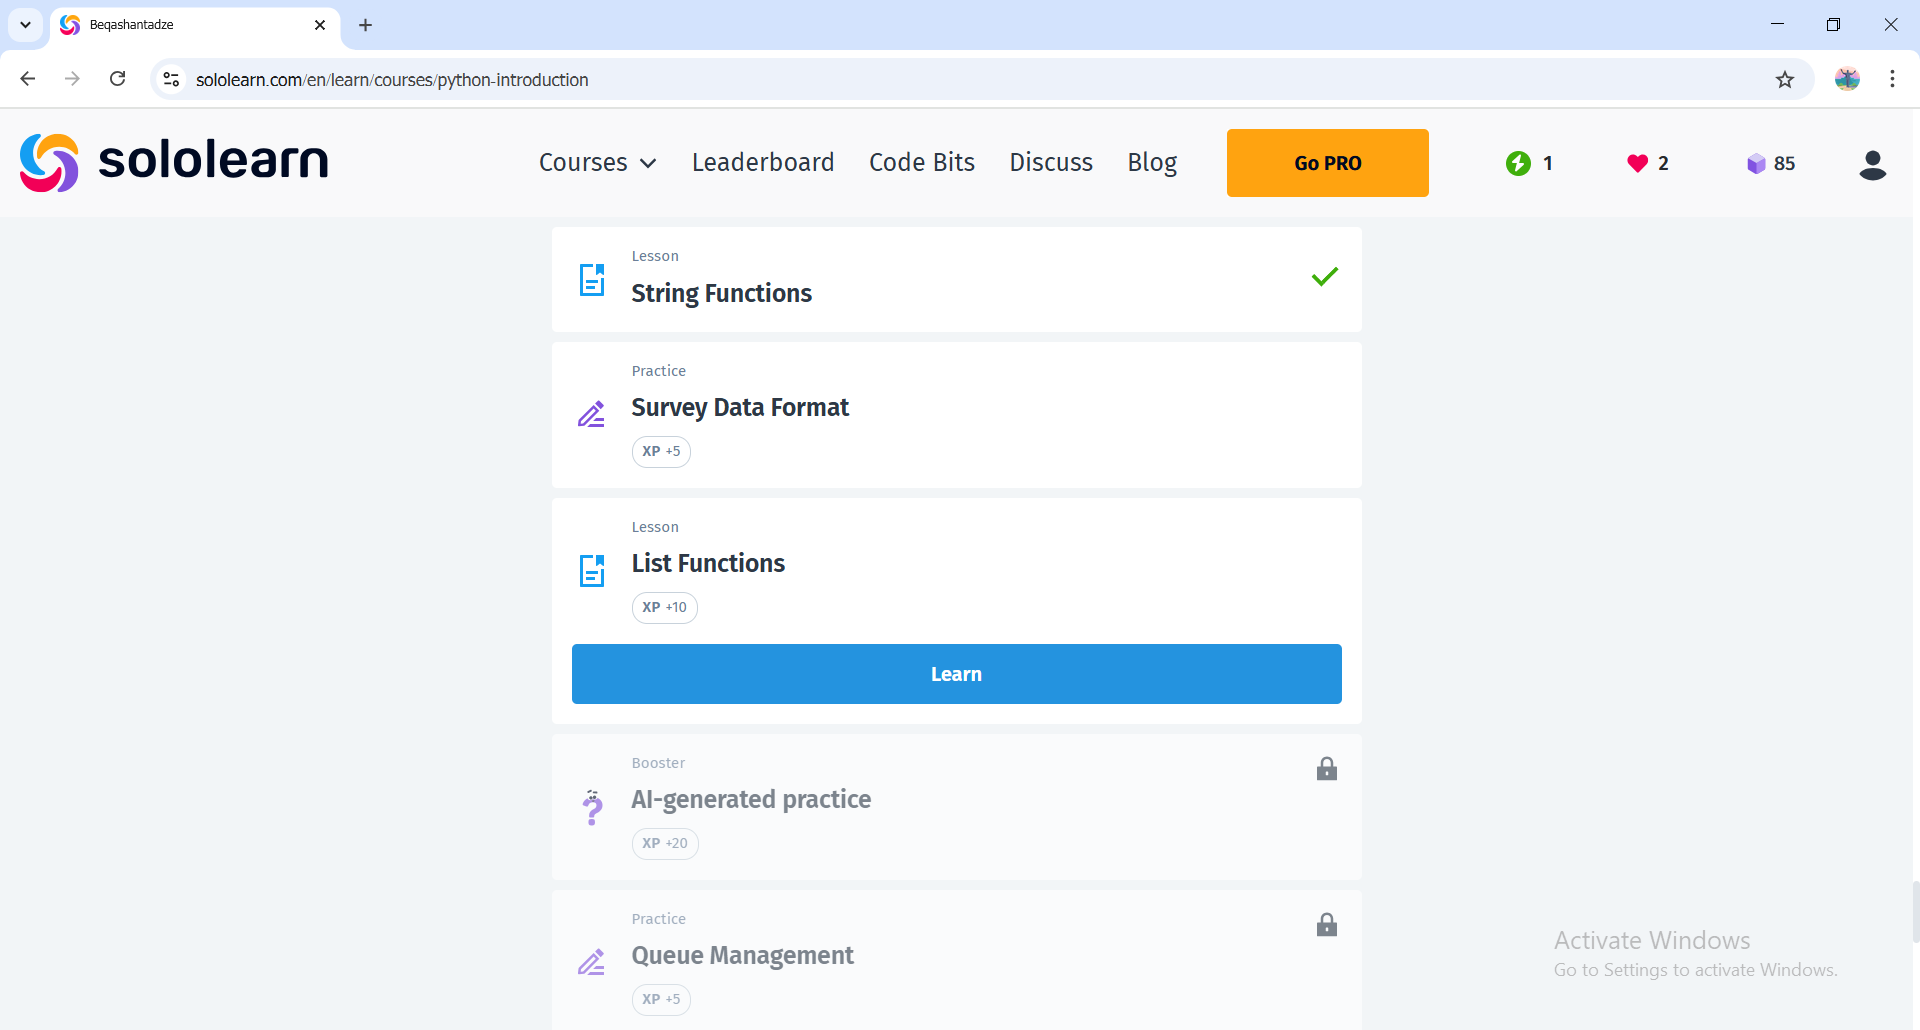 Beqashantadze
sololearn.com/en/learn/courses/python-introduction
sololearn
Courses
Leaderboard
Code Bits
Discuss
Blog
Go PRO
1
2
85
Lesson
String Functions
Practice
Survey Data Format
XP +5
Lesson
List Functions
XP +10
Learn
Booster
AI-generated practice
XP +20
Practice
Queue Management
XP +5
Activate Windows
Go to Settings to activate Windows.